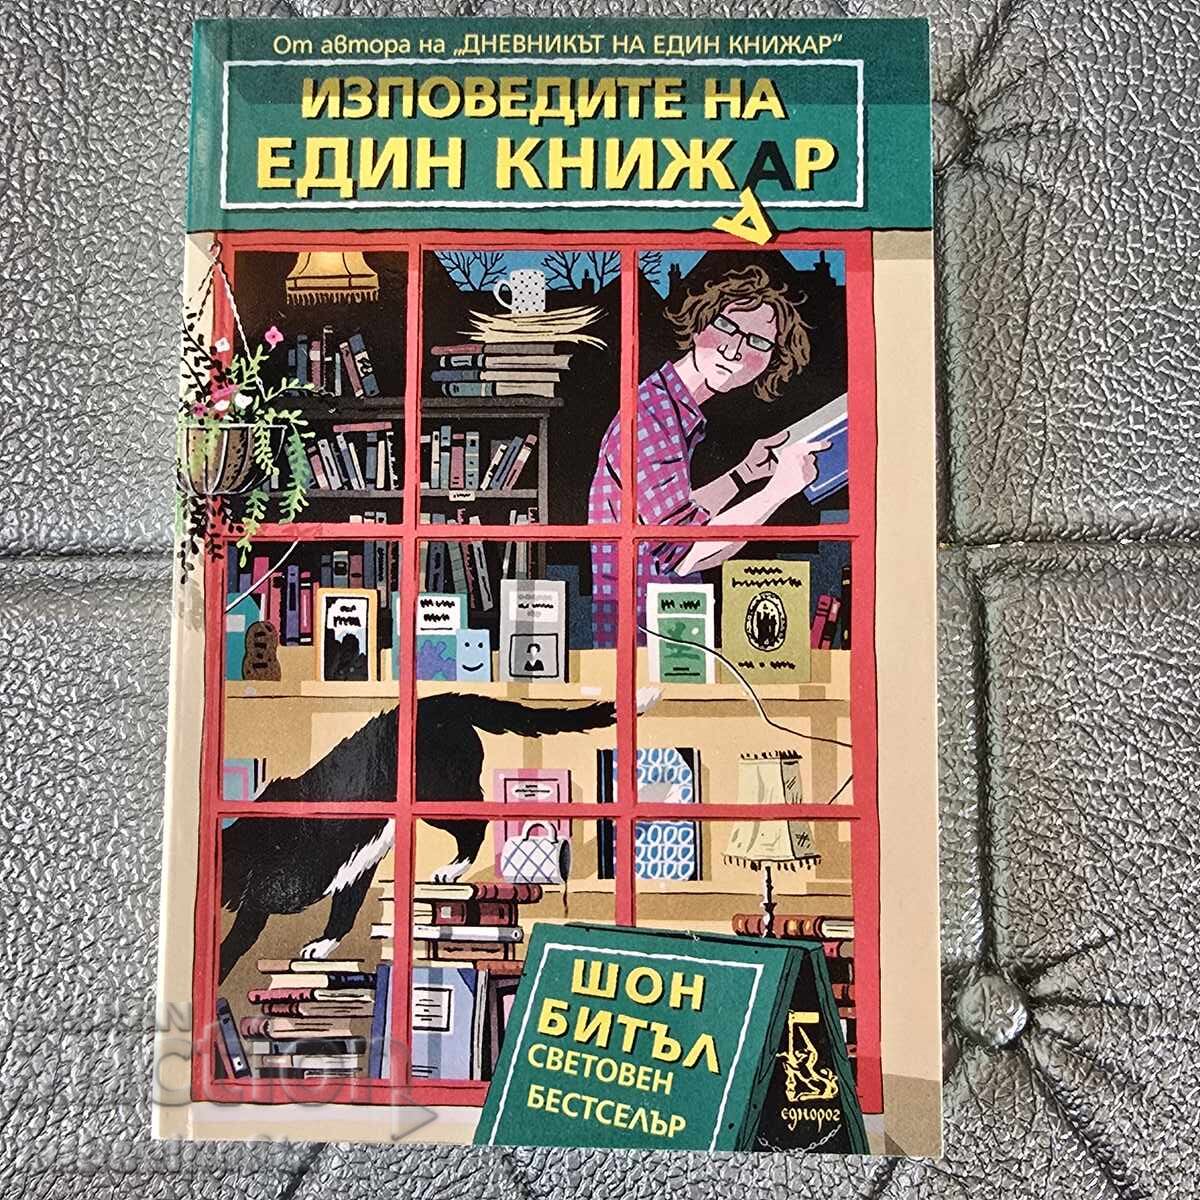 От автора на „ДНЕВНИКЪТ НА ЕДИН КНИЖАР“
ИЗПОВЕДИТЕ НА
ЕДИН КНИЖАР
ШОН
БИТЪЛ
СВЕТОВЕН
БЕСТСЕЛЪР
еднорог